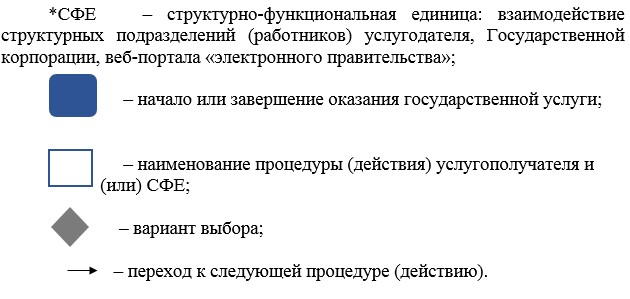 *СФЕ – структурно-функциональная единица: взаимодействие
структурных подразделений (работников) услугодателя, Государственной
корпорации, веб-портала «электронного правительства»;
– начало или завершение оказания государственной услуги;
– наименование процедуры (действия) услугополучателя и
(или) СФЕ;
– вариант выбора;
– переход к следующей процедуре (действию).